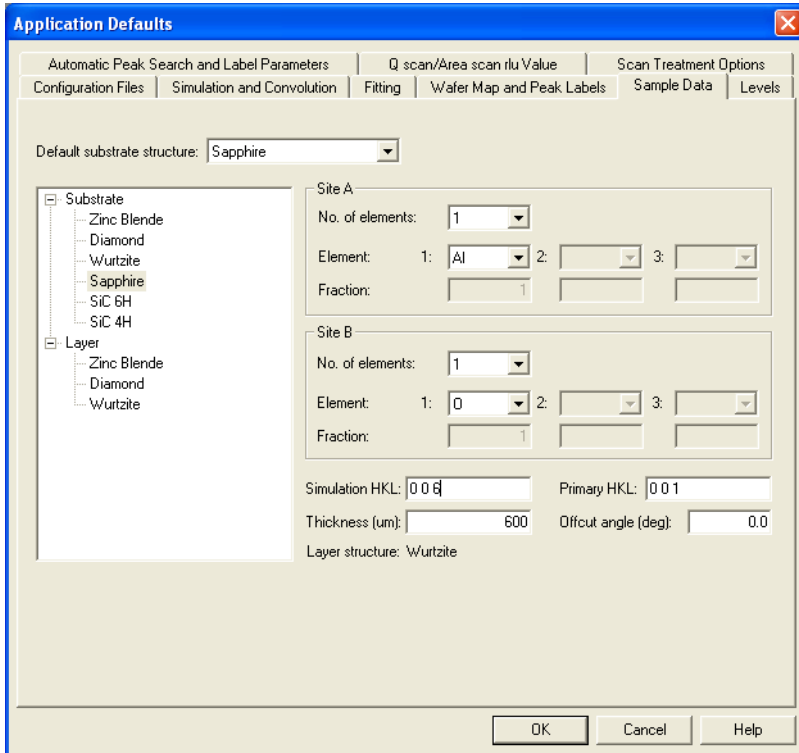 Application Defaults
Automatic Peak Search and Label Parameters
Q scan/Area scan rlu Value
Scan Treatment Options
Configuration Files
Simulation and Convolution
Fitting
Wafer Map and Peak Labels
Sample Data
Levels
Default substrate structure: Sapphire
Substrate
Zinc Blende
Diamond
Wurtzite
Sapphire
SiC 6H
SiC 4H
Layer
Zinc Blende
Diamond
Wurtzite
Site A
No. of elements: 1
Element: 1: Al 2: 3:
Fraction: 1
Site B
No. of elements: 1
Element: 1: O 2: 3:
Fraction: 1
Simulation HKL: 0 0 6 Primary HKL: 0 0 1
Thickness (um): 600 Offcut angle (deg): 0.0
Layer structure: Wurtzite
OK Cancel Help